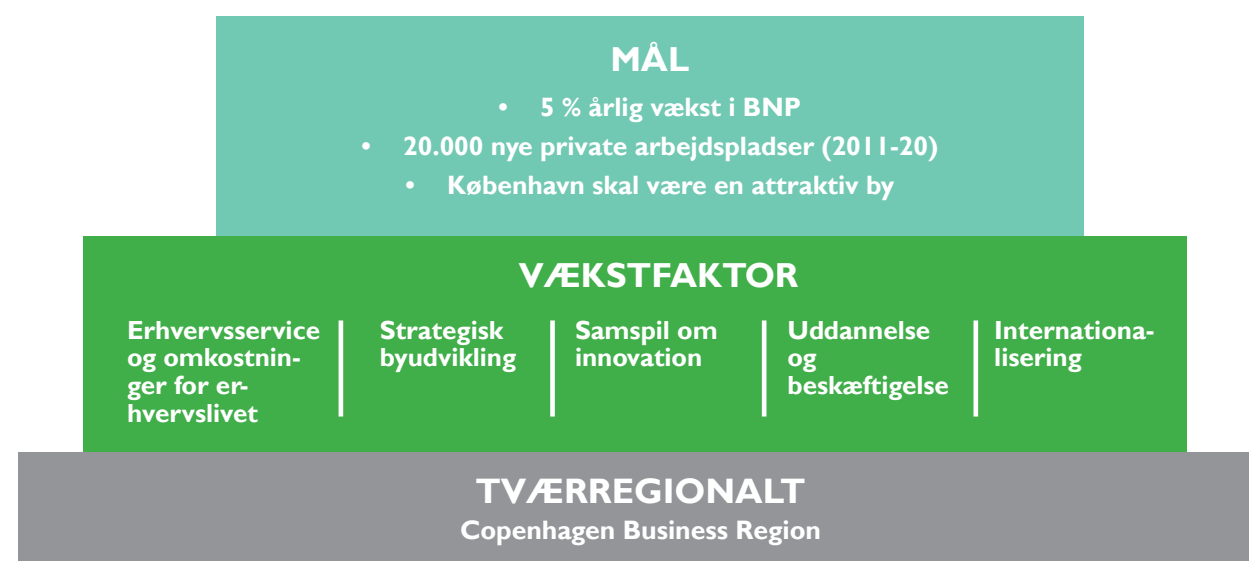 MÅL
• 5 % årlig vækst i BNP
• 20.000 nye private arbejdspladser (2011-20)
• København skal være en attraktiv by
VÆKSTFAKTOR
Erhvervsservice
og omkostnin-
ger for er-
hvervslivet
Strategisk
byudvikling
Samspil om
innovation
Uddannelse
og
beskæftigelse
Internationa-
lisering
TVÆRREGIONALT
Copenhagen Business Region